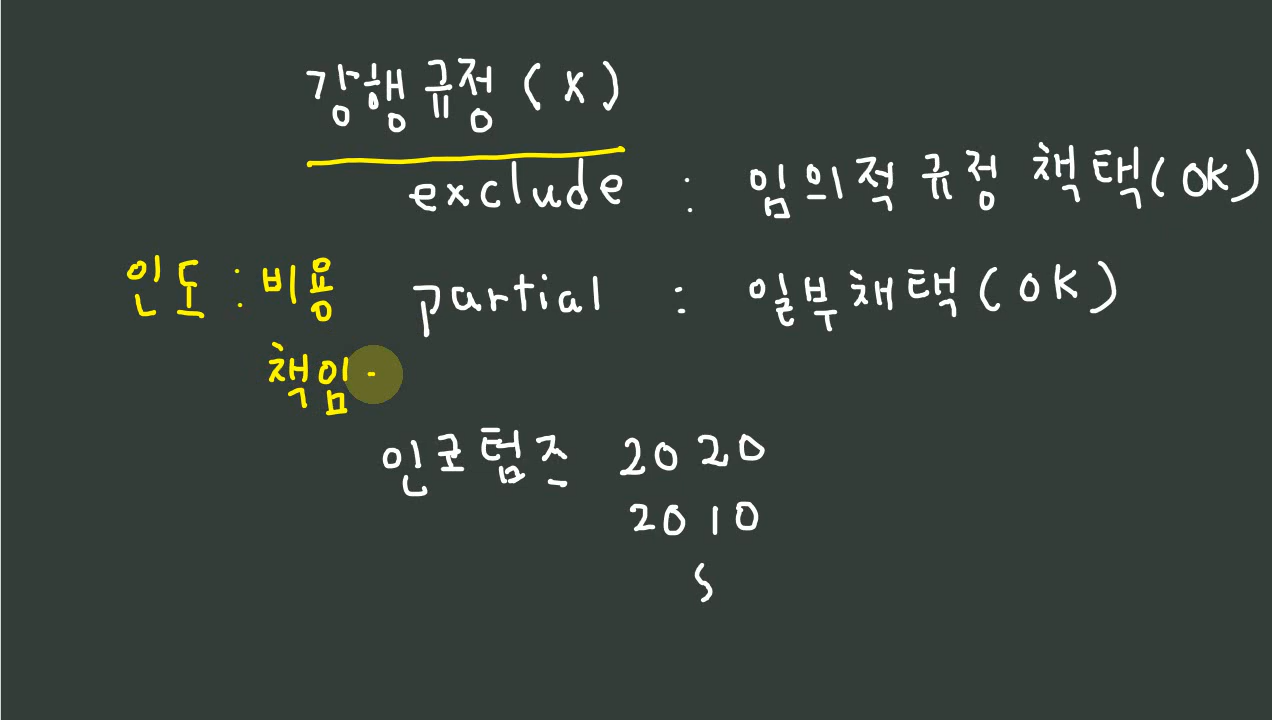 강행규정(X)
exclude : 임의적 규정 채택(OK)
인도 : 비용
partial : 일부채택(OK)
책임 -
인코텀즈 2020
2010